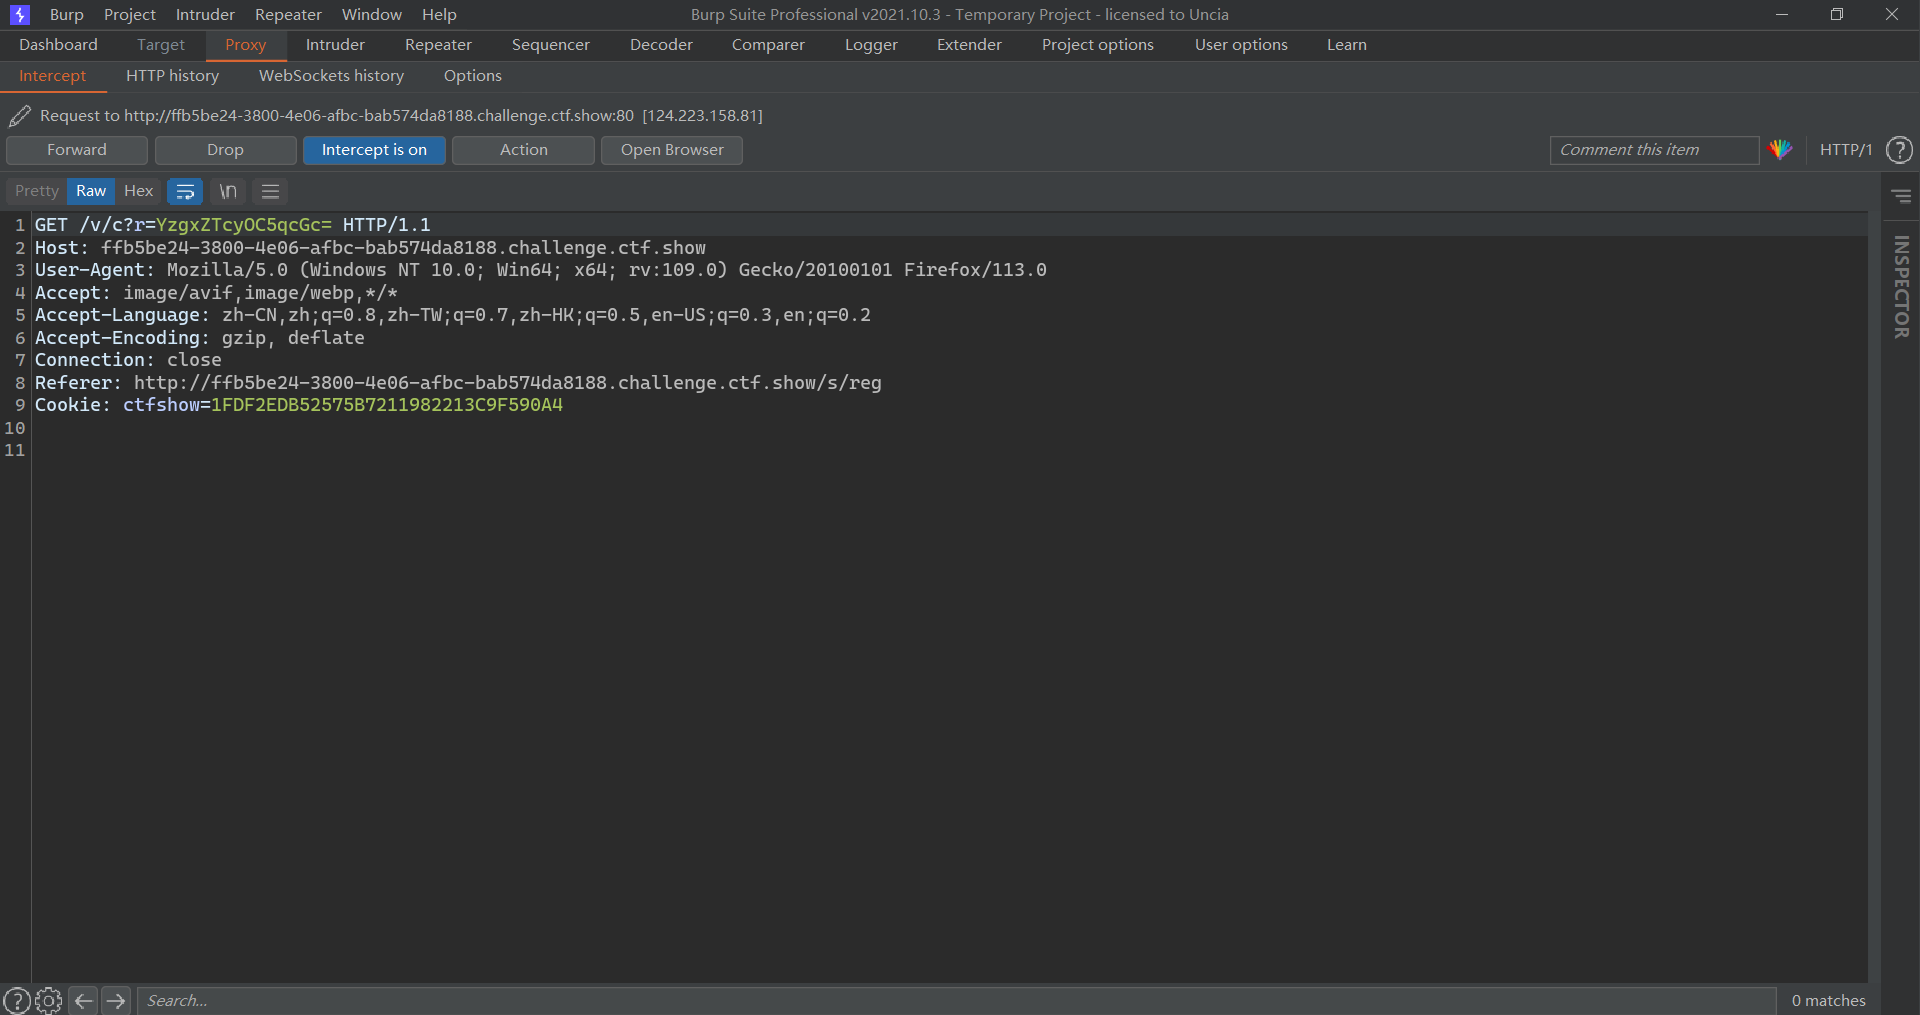 Burp Project Intruder Repeater Window Help Burp Suite Professional v2021.10.3 - Temporary Project - licensed to Uncia
Dashboard Target Proxy Intruder Repeater Sequencer Decoder Comparer Logger Extender Project options User options Learn
Intercept HTTP history WebSockets history Options
Request to http://ffb5be24-3800-4e06-afbc-bab574da8188.challenge.ctf.show:80 [124.223.158.81]
Forward Drop Intercept is on Action Open Browser Comment this item HTTP/1 ?
Pretty Raw Hex \n
1 GET /v/c?r=YzgxZTcyOC5qcGc= HTTP/1.1
2 Host: ffb5be24-3800-4e06-afbc-bab574da8188.challenge.ctf.show
3 User-Agent: Mozilla/5.0 (Windows NT 10.0; Win64; x64; rv:109.0) Gecko/20100101 Firefox/113.0
4 Accept: image/avif,image/webp,*/*
5 Accept-Language: zh-CN,zh;q=0.8,zh-TW;q=0.7,zh-HK;q=0.5,en-US;q=0.3,en;q=0.2
6 Accept-Encoding: gzip, deflate
7 Connection: close
8 Referer: http://ffb5be24-3800-4e06-afbc-bab574da8188.challenge.ctf.show/s/reg
9 Cookie: ctfshow=1FDF2EDB52575B7211982213C9F590A4
10
11
INSPECTOR
? Search... 0 matches